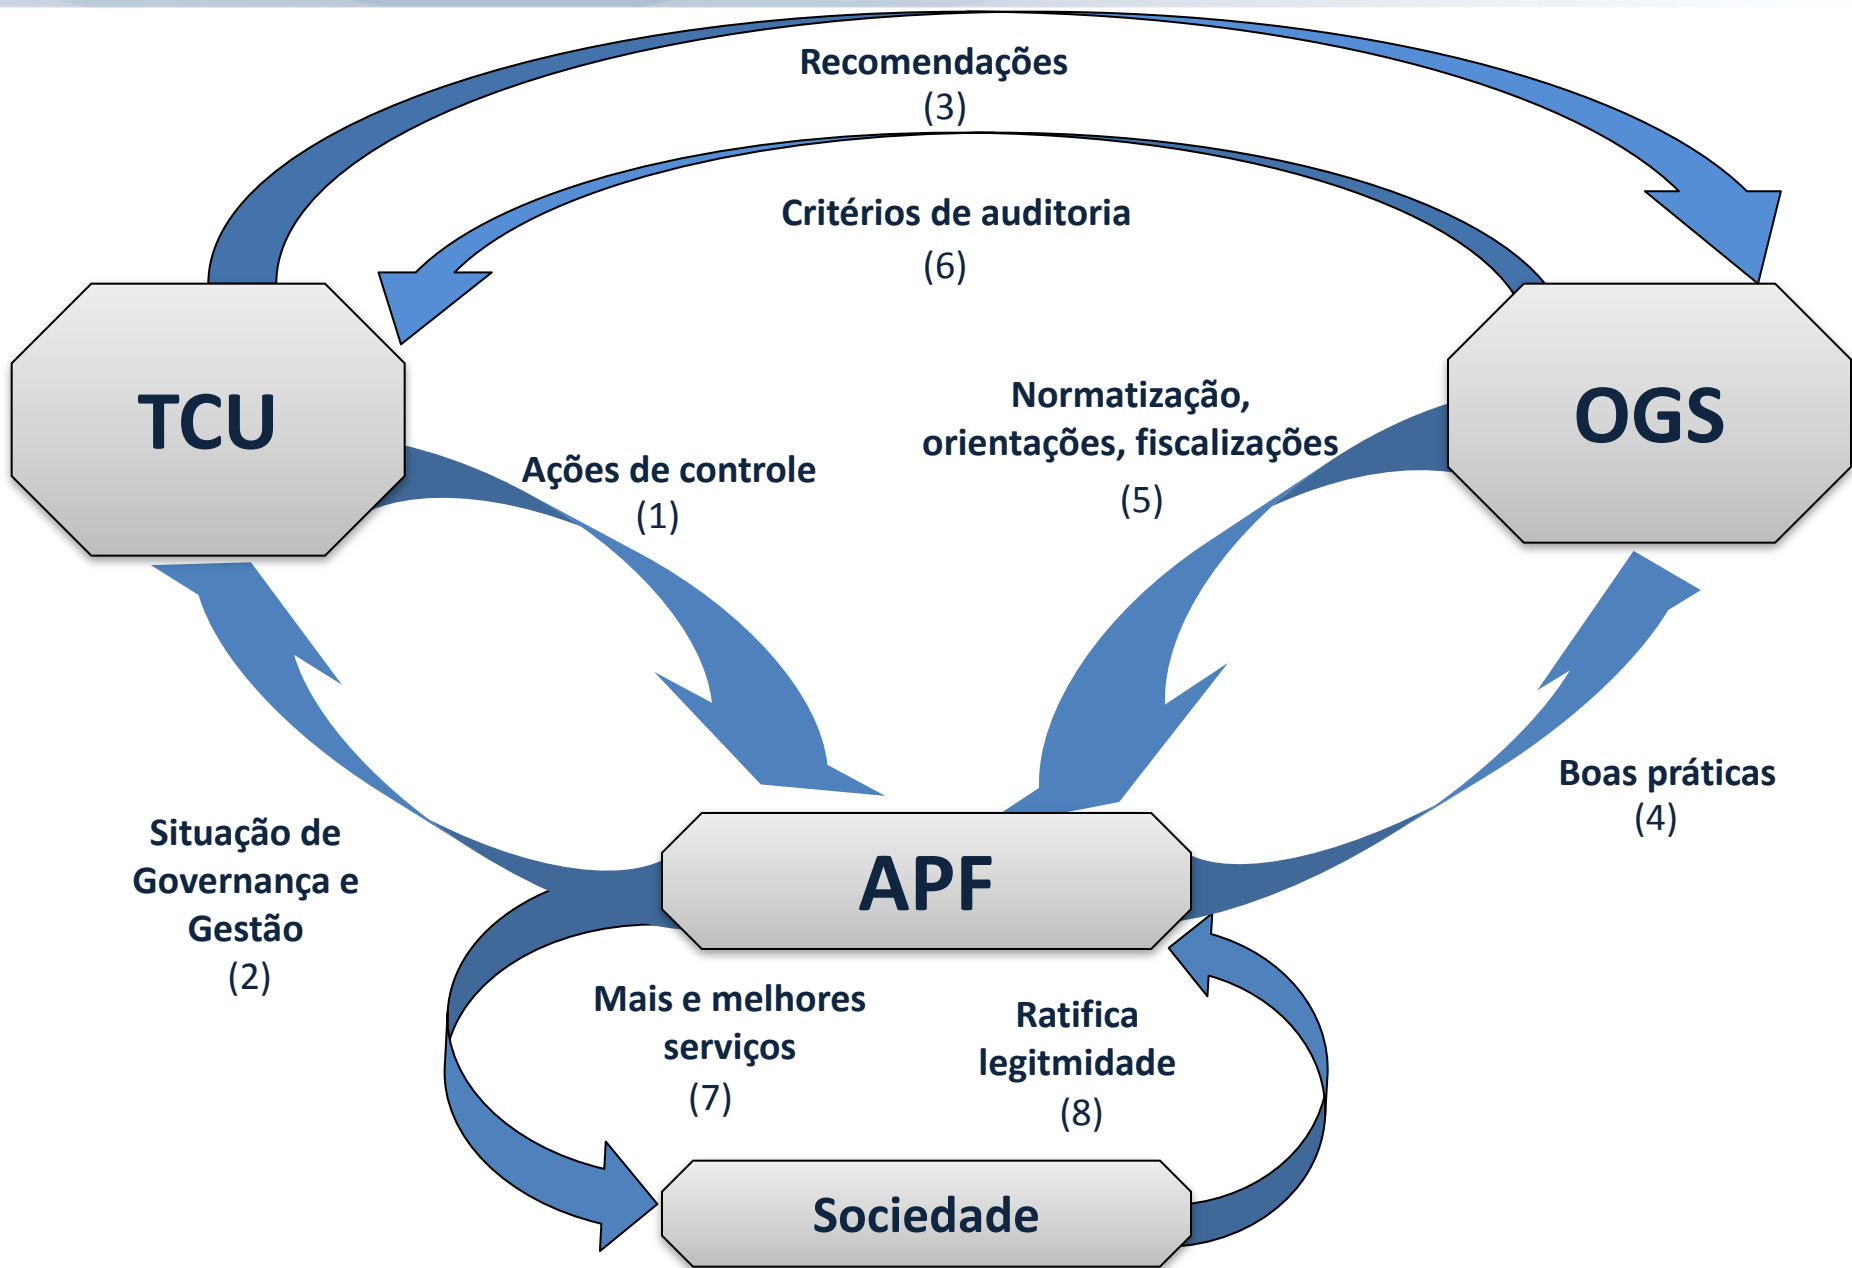 Recomendações
(3)
Critérios de auditoria
(6)
TCU
OGS
Normatização,
orientações, fiscalizações
(5)
Ações de controle
(1)
Boas práticas
(4)
Situação de
Governança e
Gestão
(2)
APF
Mais e melhores
serviços
(7)
Ratifica
legitmidade
(8)
Sociedade